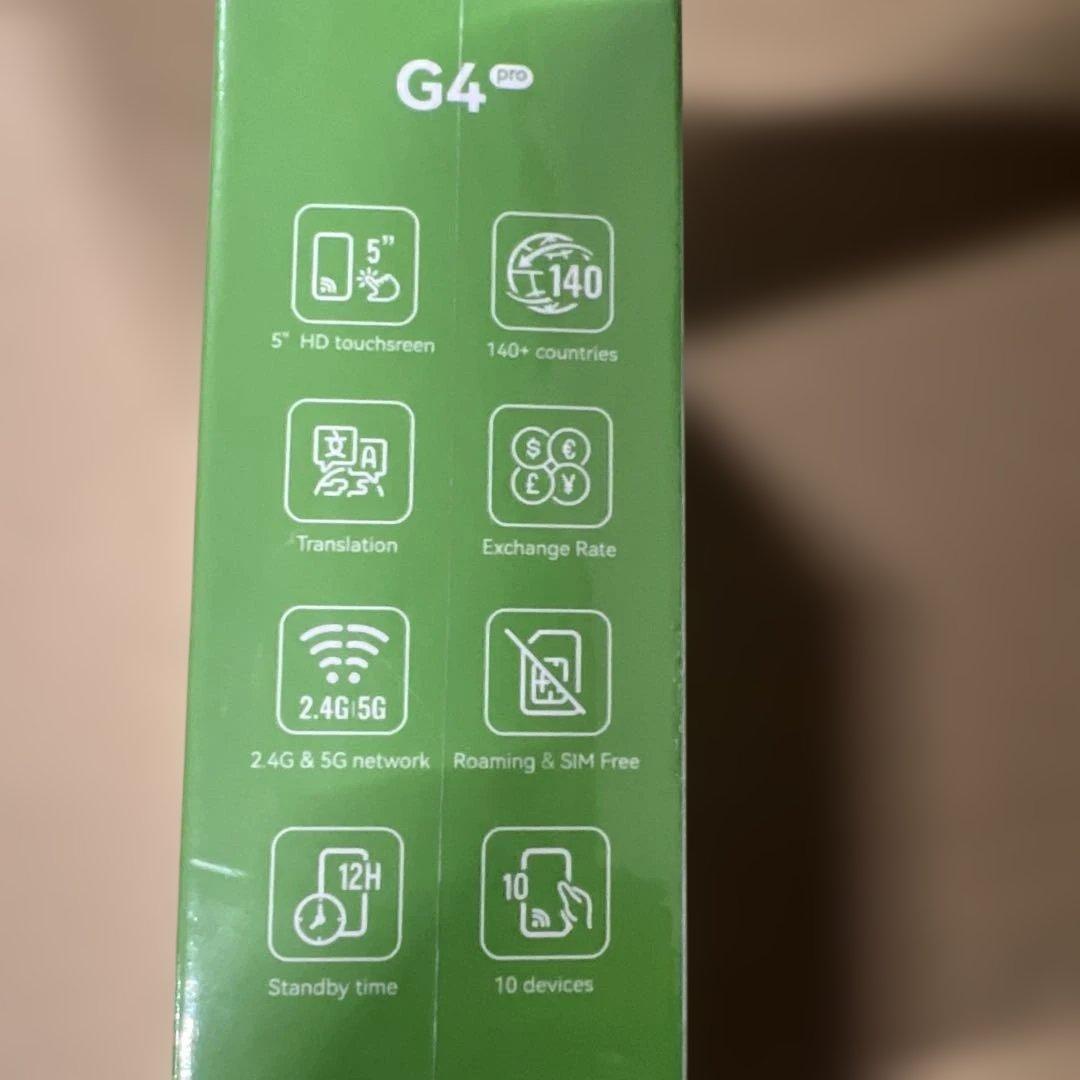 G4 pro
5”
140
5" HD touchsreen
140+ countries
文 A
$ €
£ ¥
Translation
Exchange Rate
2.4G 5G
2.4G & 5G network
Roaming & SIM Free
12H
10
Standby time
10 devices